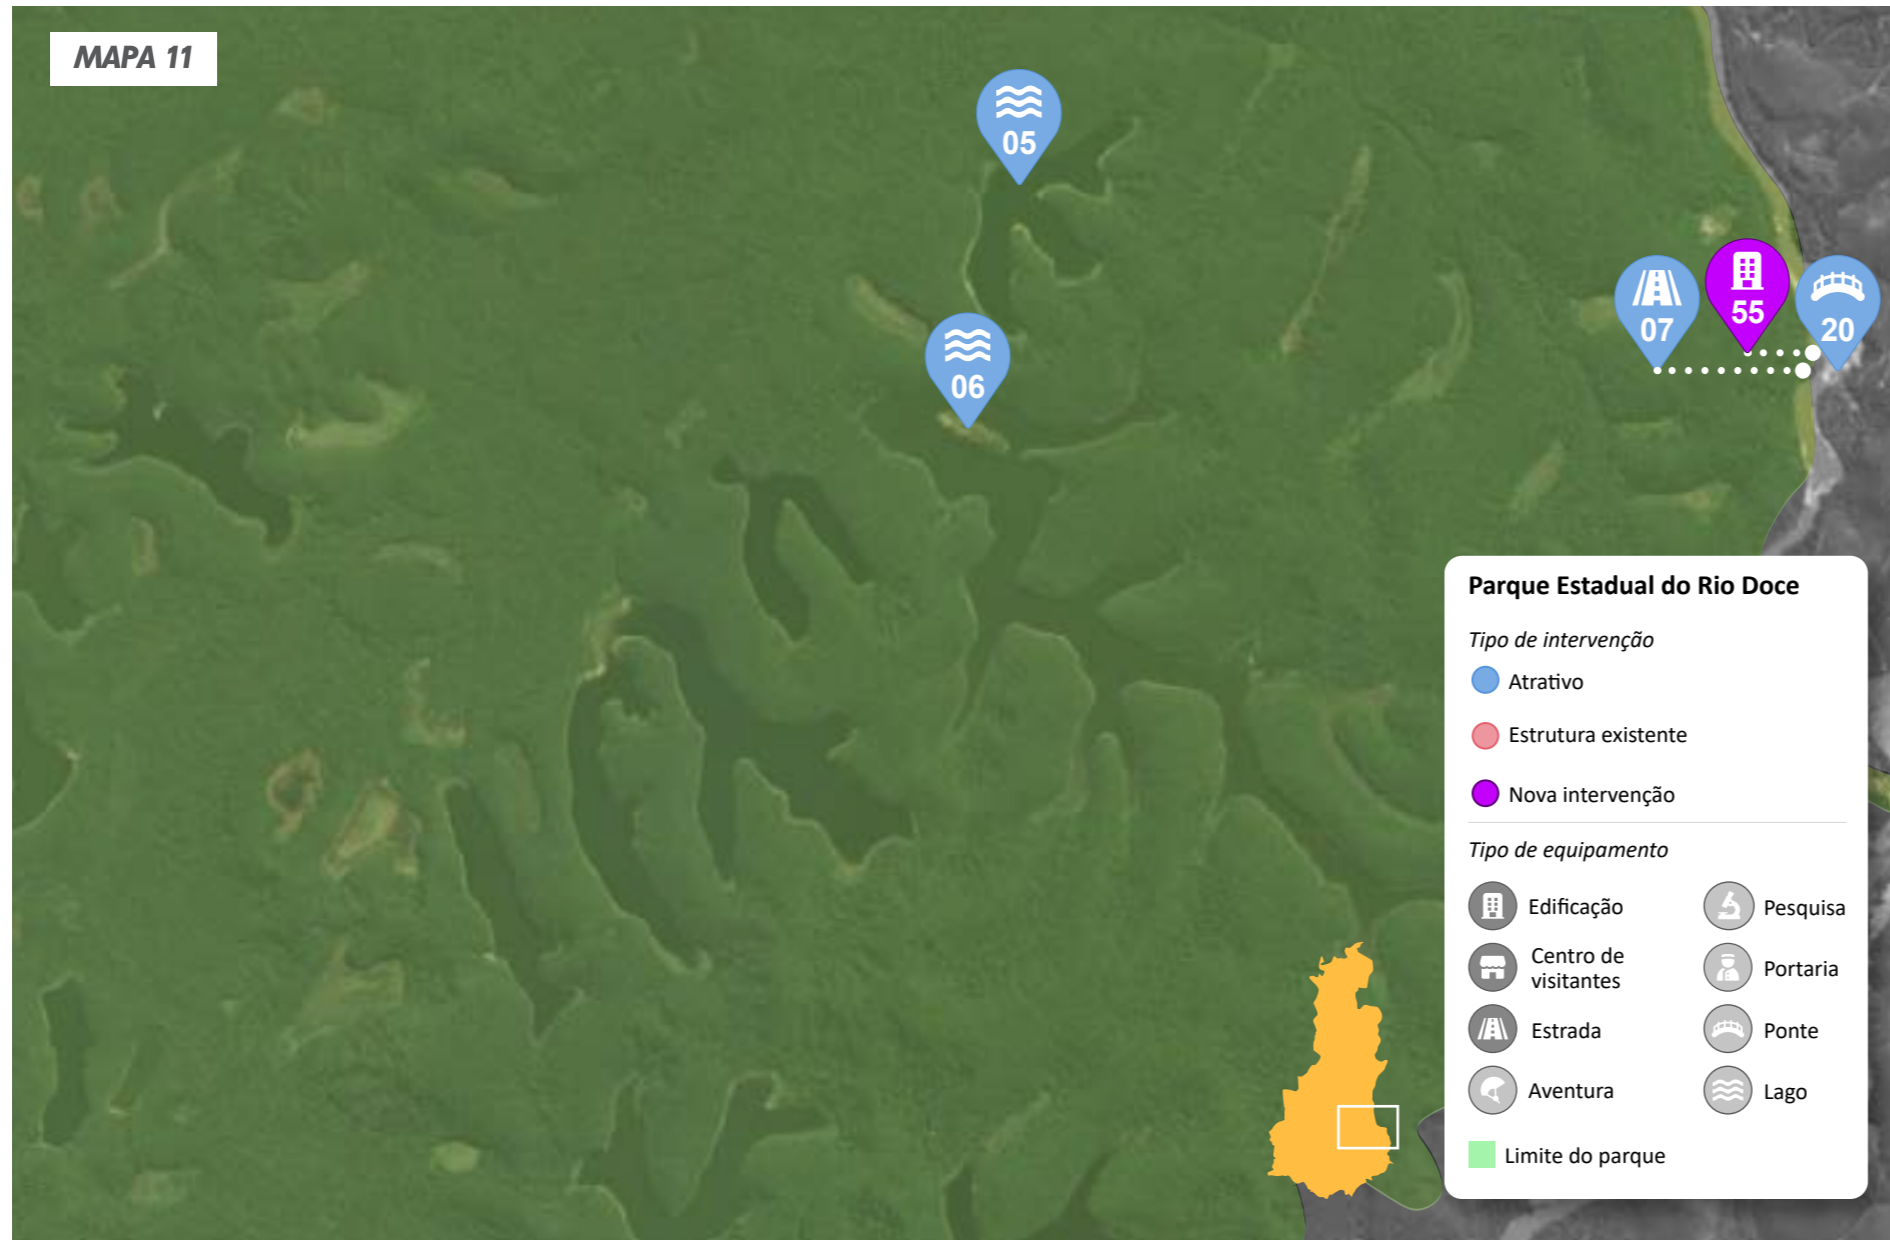 MAPA 11
05
06
07
55
20
Parque Estadual do Rio Doce
Tipo de intervenção
Atrativo
Estrutura existente
Nova intervenção
Tipo de equipamento
Edificação
Centro de
visitantes
Estrada
Aventura
Pesquisa
Portaria
Ponte
Lago
Limite do parque